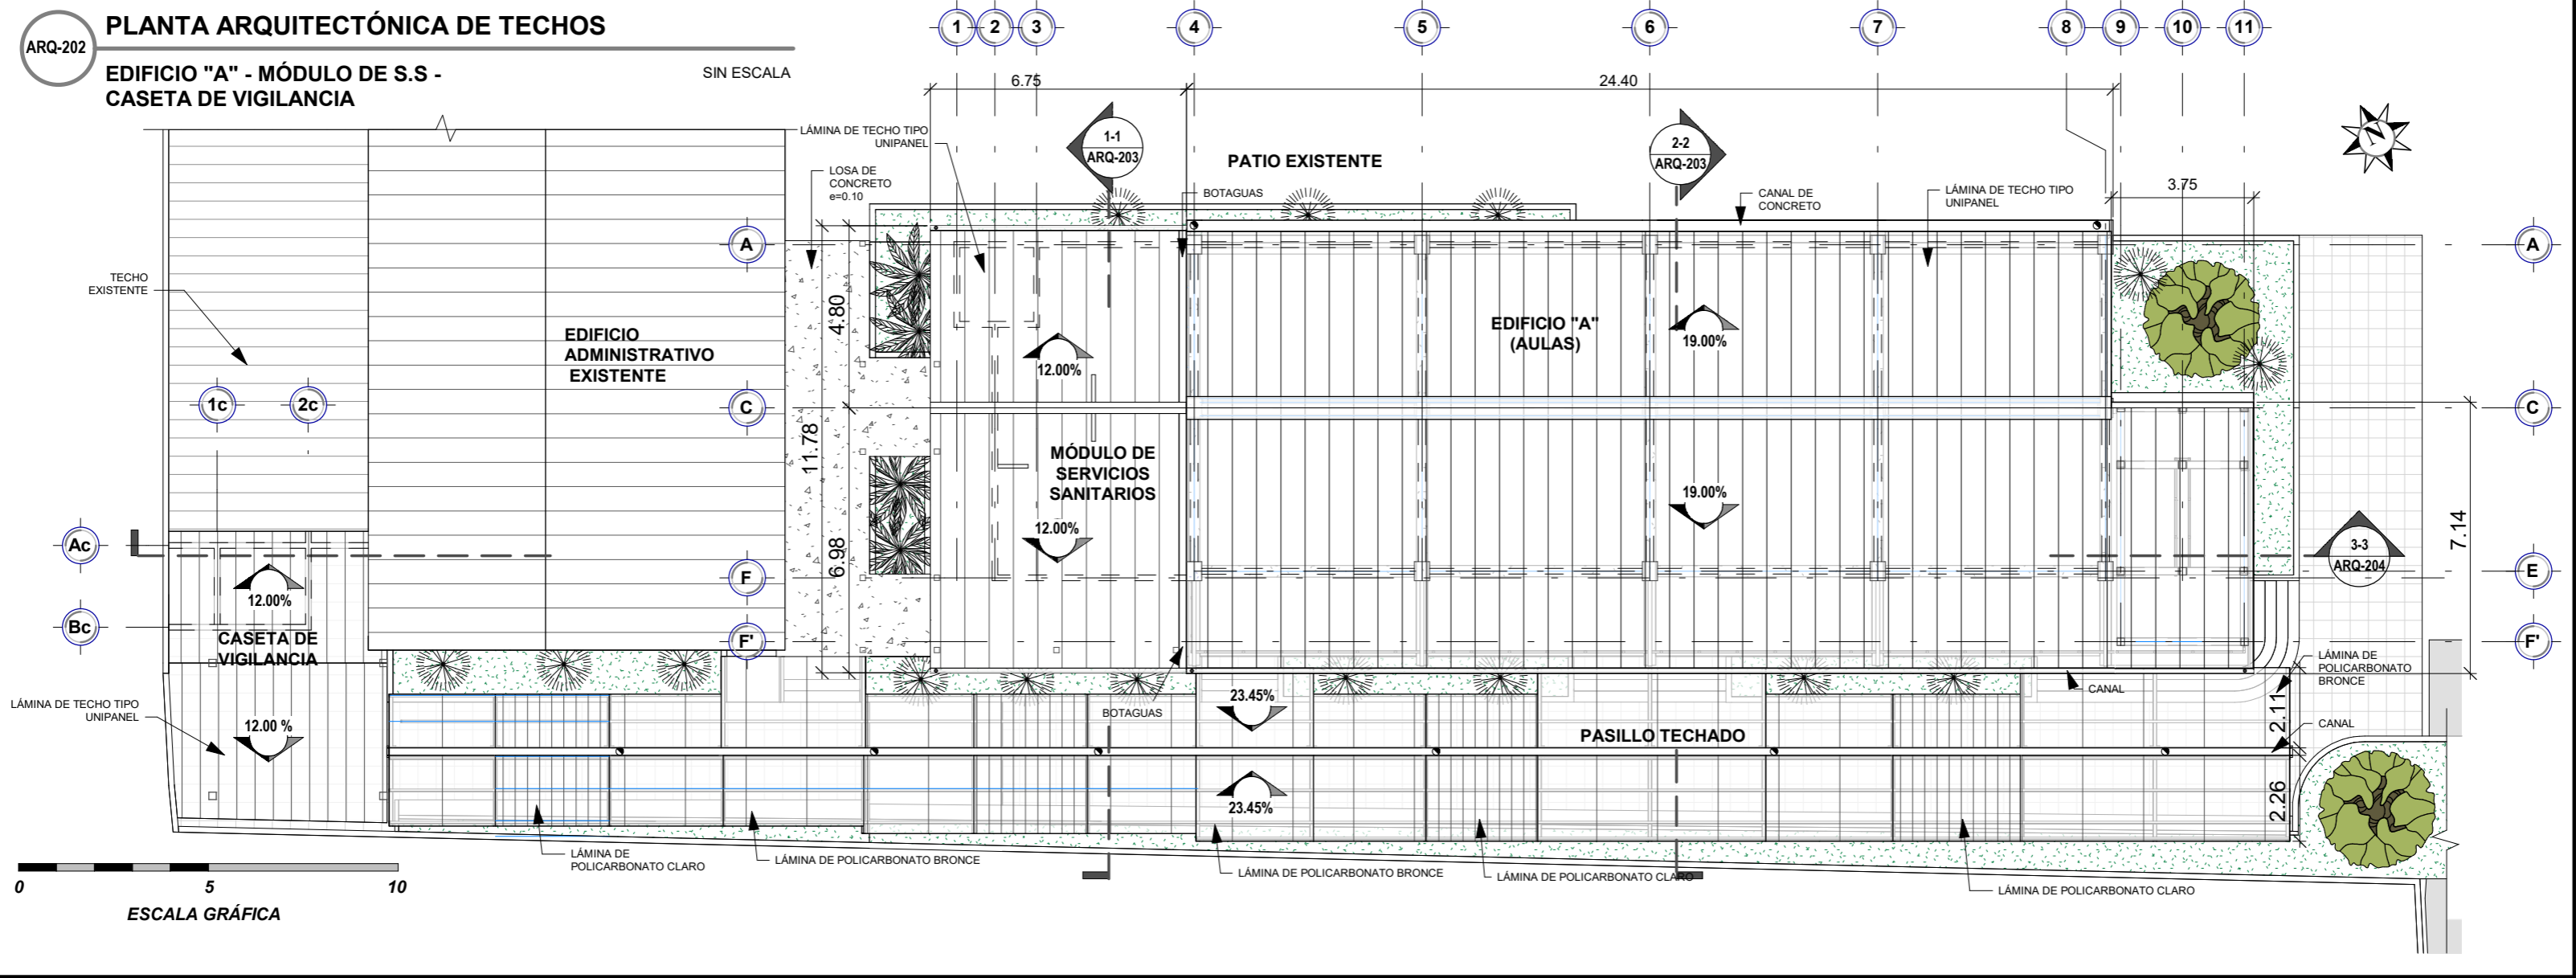 ARQ-202
PLANTA ARQUITECTÓNICA DE TECHOS
EDIFICIO "A" - MÓDULO DE S.S -
CASETA DE VIGILANCIA
SIN ESCALA
1
2
3
4
5
6
7
8
9
10
11
6.75
24.40
LÁMINA DE TECHO TIPO
UNIPANEL
1-1
ARQ-203
PATIO EXISTENTE
2-2
ARQ-203
N
LOSA DE
CONCRETO
e=0.10
BOTAGUAS
CANAL DE
CONCRETO
LÁMINA DE TECHO TIPO
UNIPANEL
3.75
A
A
TECHO
EXISTENTE
4.80
EDIFICIO
ADMINISTRATIVO
EXISTENTE
EDIFICIO "A"
(AULAS)
19.00%
12.00%
1c
2c
C
C
11.78
MÓDULO DE
SERVICIOS
SANITARIOS
19.00%
12.00%
6.98
7.14
Ac
3-3
ARQ-204
F
E
12.00%
Bc
CASETA DE
VIGILANCIA
F'
F'
LÁMINA DE
POLICARBONATO
BRONCE
LÁMINA DE TECHO TIPO
UNIPANEL
12.00 %
BOTAGUAS
23.45%
CANAL
2.11
CANAL
PASILLO TECHADO
23.45%
2.26
LÁMINA DE
POLICARBONATO CLARO
LÁMINA DE POLICARBONATO BRONCE
LÁMINA DE POLICARBONATO BRONCE
LÁMINA DE POLICARBONATO CLARO
LÁMINA DE POLICARBONATO CLARO
0
5
10
ESCALA GRÁFICA